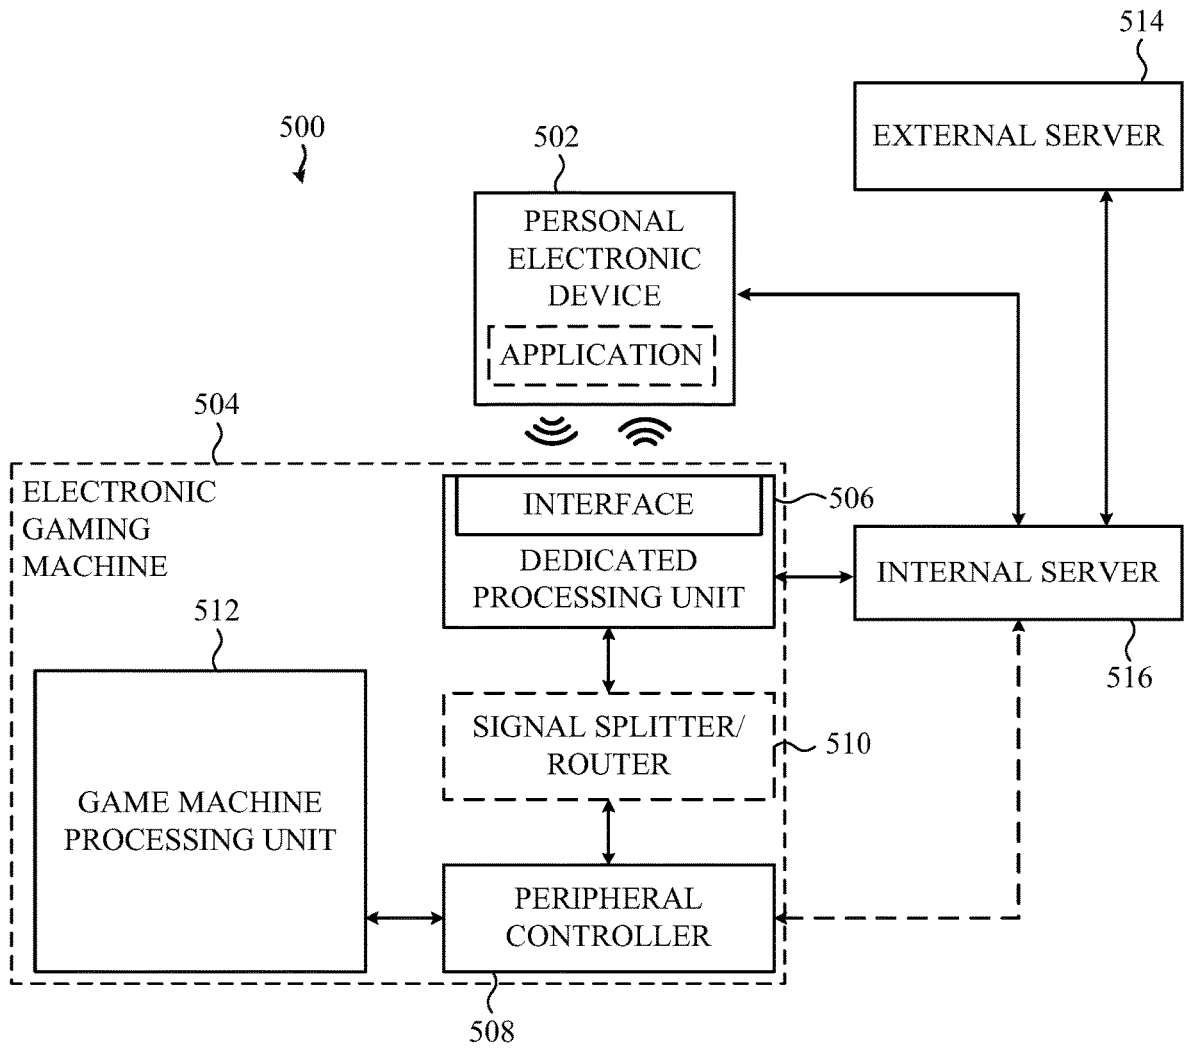 514
EXTERNAL SERVER
500
502
PERSONAL
ELECTRONIC
DEVICE
APPLICATION
504
ELECTRONIC
GAMING
MACHINE
INTERFACE
506
DEDICATED
PROCESSING UNIT
INTERNAL SERVER
516
512
SIGNAL SPLITTER/
ROUTER
510
GAME MACHINE
PROCESSING UNIT
PERIPHERAL
CONTROLLER
508